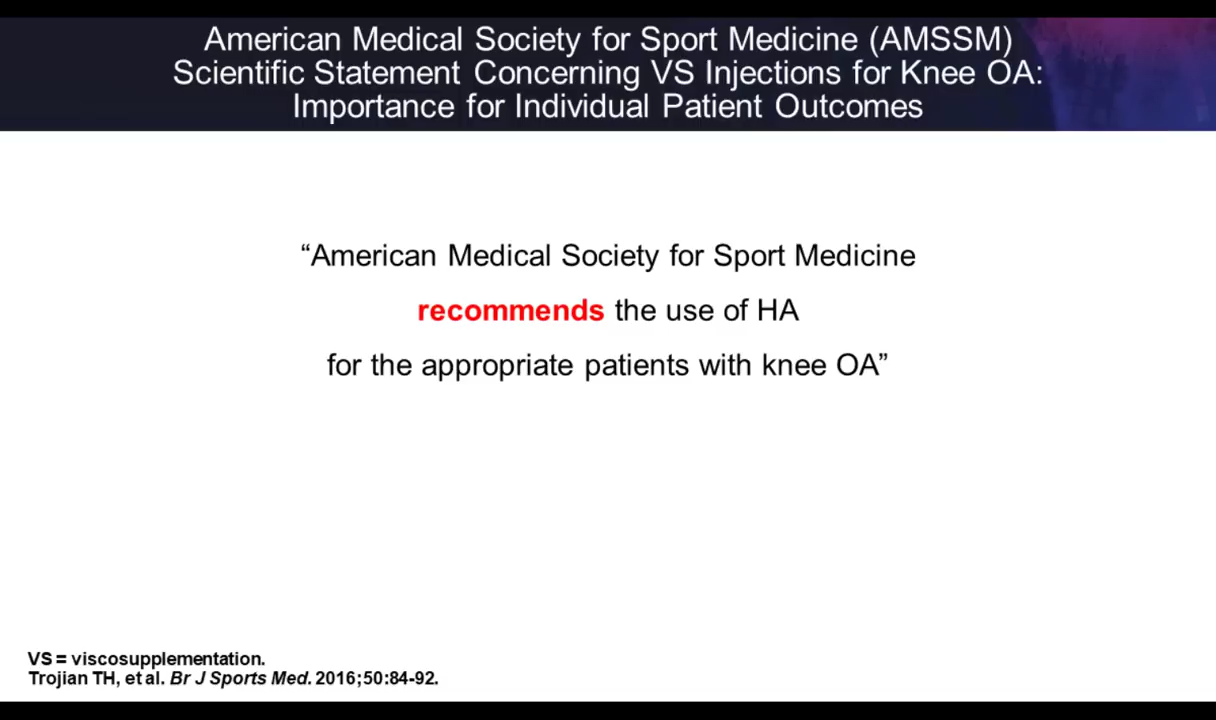 American Medical Society for Sport Medicine (AMSSM)
Scientific Statement Concerning VS Injections for Knee OA:
Importance for Individual Patient Outcomes
“American Medical Society for Sport Medicine
recommends the use of HA
for the appropriate patients with knee OA”
VS = viscosupplementation.
Trojian TH, et al. Br J Sports Med. 2016;50:84-92.